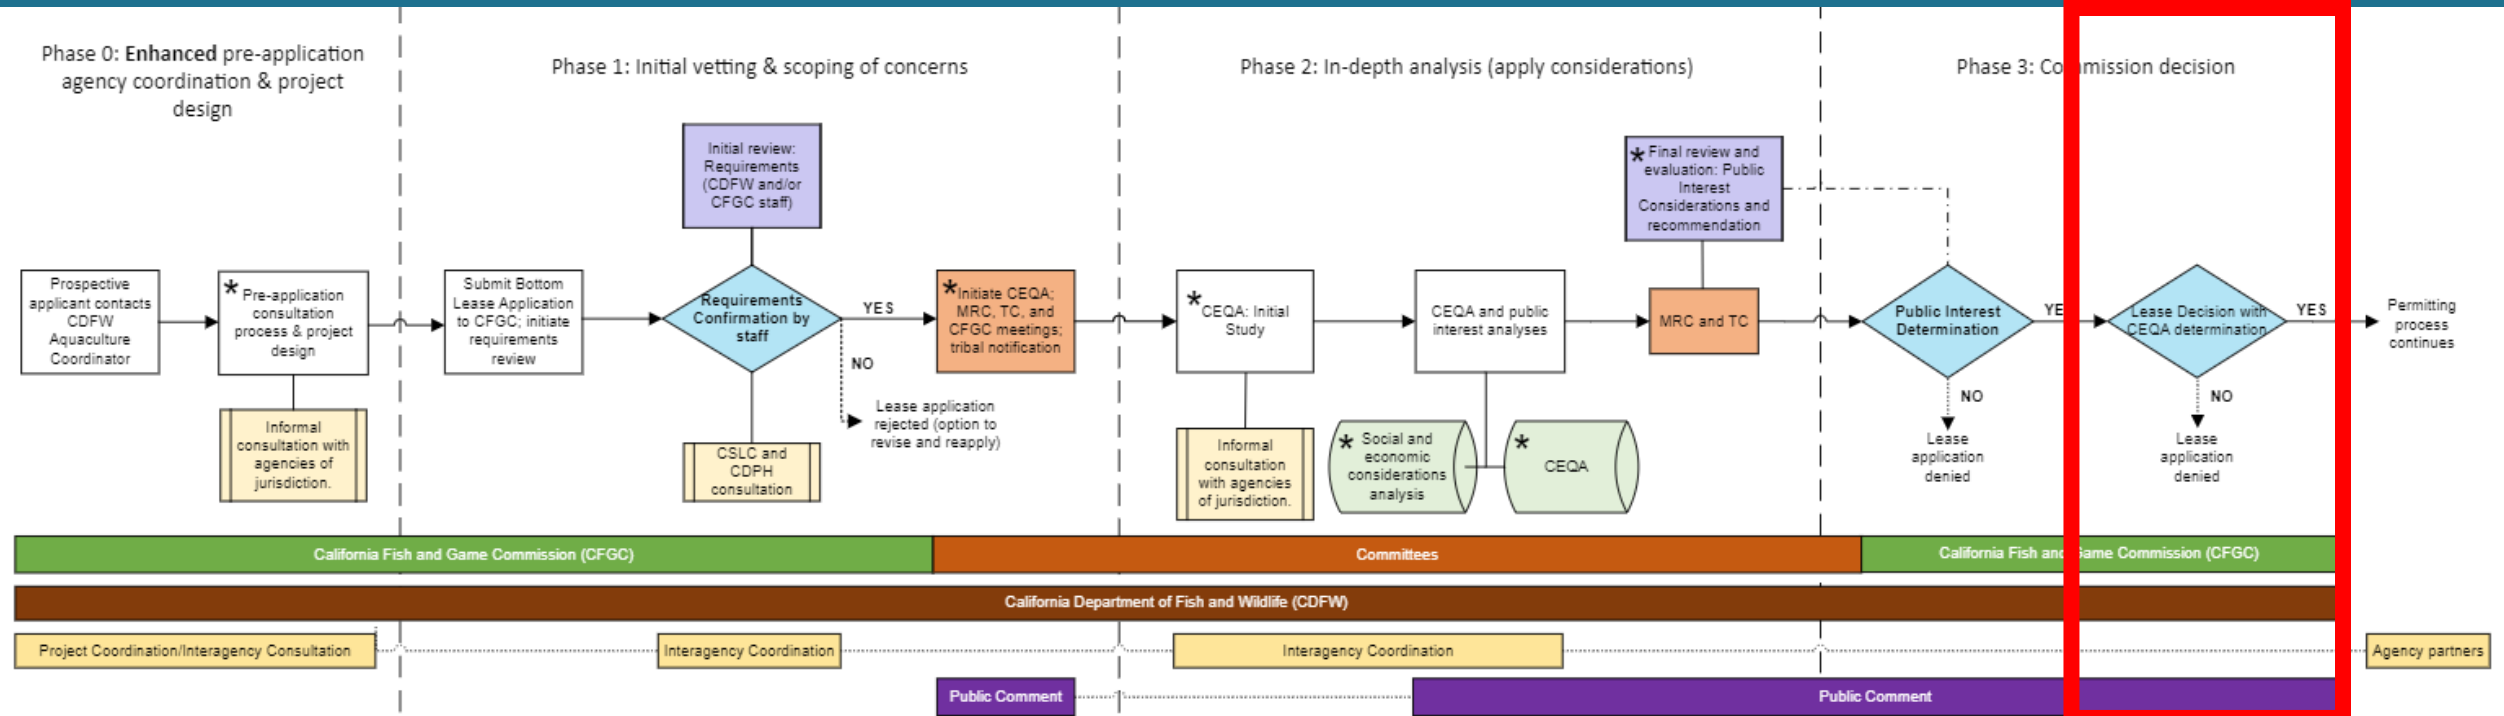 Phase 0: Enhanced pre-application
agency coordination & project
design
Phase 1: Initial vetting & scoping of concerns
Phase 2: In-depth analysis (apply considerations)
Phase 3: Co mission decision
Initial review:
Requirements
(CDFW and/or
CFGC staff)
* Final review and
evaluation: Public
Interest
Considerations and
recommendation
Prospective
applicant contacts
CDFW
Aquaculture
Coordinator
* Pre-application
consultation
process & project
design
Submit Bottom
Lease Application
to CFGC; initiate
requirements
review
Requirements
Confirmation by
staff
YES
NO
* Initiate CEQA;
MRC, TC, and
CFGC meetings;
tribal notification
* CEQA: Initial
Study
CEQA and public
interest analyses
MRC and TC
Public Interest
Determination
YE
NO
Lease Decision with
CEQA determination
YES
NO
Permitting
process
continues
Informal
consultation with
agencies of
jurisdiction.
CSLC and
CDPH
consultation
Lease application
rejected (option to
revise and reapply)
Informal
consultation
with agencies
of jurisdiction.
* Social and
economic
considerations
analysis
* CEQA
Lease
application
denied
Lease
application
denied
California Fish and Game Commission (CFGC)
Committees
California Fish and Game Commission (CFGC)
California Department of Fish and Wildlife (CDFW)
Project Coordination/Interagency Consultation
Interagency Coordination
Interagency Coordination
Agency partners
Public Comment
Public Comment